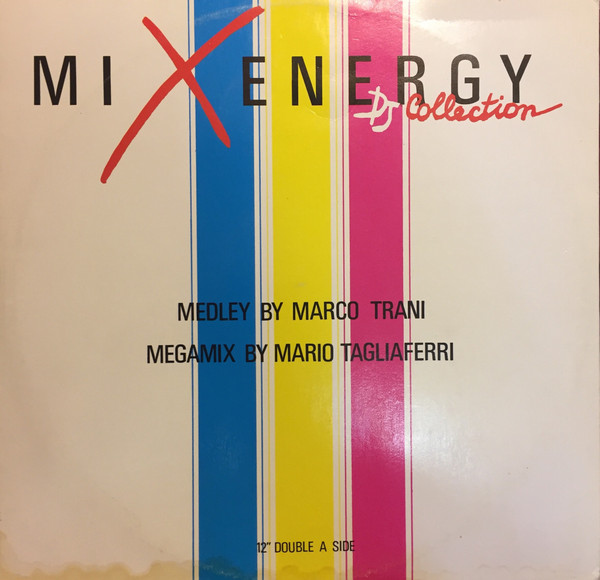 MIXENERGY
DJ Collection
MEDLEY BY MARCO TRANI
MEGAMIX BY MARIO TAGLIAFERRI
12" DOUBLE A SIDE